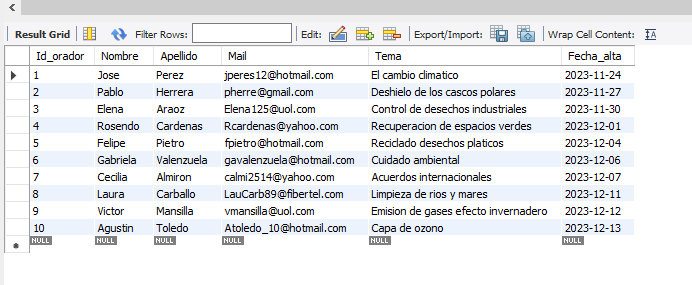 Result Grid Filter Rows: Edit: Export/Import: Wrap Cell Content:
Id_orador Nombre Apellido Mail Tema Fecha_alta
1 Jose Perez jperes12@hotmail.com El cambio climatico 2023-11-24
2 Pablo Herrera pherre@gmail.com Deshielo de los cascos polares 2023-11-27
3 Elena Araoz Elena125@uol.com Control de desechos industriales 2023-11-30
4 Rosendo Cardenas Rcardenas@yahoo.com Recuperacion de espacios verdes 2023-12-01
5 Felipe Pietro fpietro@hotmail.com Reciclado desechos platicos 2023-12-04
6 Gabriela Valenzuela gavalenzuela@hotmail.com Cuidado ambiental 2023-12-06
7 Cecilia Almiron calmi2514@yahoo.com Acuerdos internacionales 2023-12-07
8 Laura Carballo LauCarb89@fibertel.com Limpieza de rios y mares 2023-12-11
9 Victor Mansilla vmansilla@uol.com Emision de gases efecto invernadero 2023-12-12
10 Agustin Toledo Atoledo_10@hotmail.com Capa de ozono 2023-12-13
NULL NULL NULL NULL NULL NULL